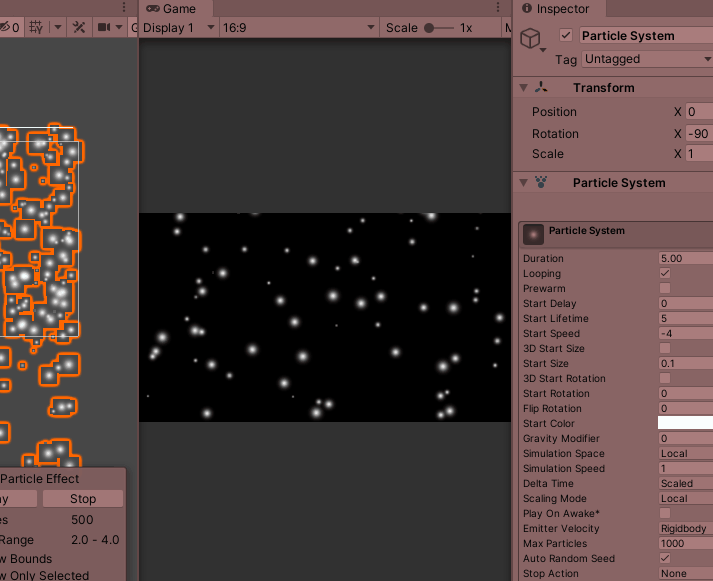 Game
Inspector
0
Display 1
16:9
Scale
1x
Particle System
Tag
Untagged
Transform
Position
X
0
Rotation
X
-90
Scale
X
1
Particle System
Particle System
Duration
5.00
Looping
Prewarm
Start Delay
0
Start Lifetime
5
Start Speed
-4
3D Start Size
Start Size
0.1
3D Start Rotation
Start Rotation
0
Flip Rotation
0
Start Color
Gravity Modifier
0
Simulation Space
Local
Simulation Speed
1
Delta Time
Scaled
Scaling Mode
Local
Play On Awake*
Emitter Velocity
Rigidbody
Max Particles
1000
Auto Random Seed
Stop Action
None
Particle Effect
Stop
500
Range
2.0 - 4.0
Bounds
Only Selected